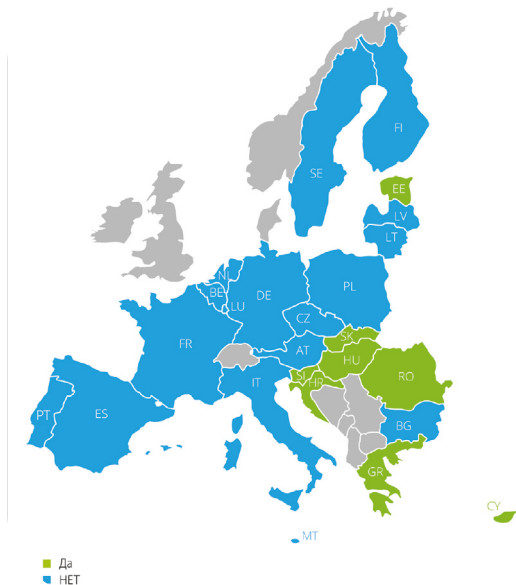 FI
SE
EE
LV
LT
NL
BE
DE
PL
LU
CZ
SK
FR
AT
HU
SI
HR
RO
IT
PT
ES
BG
GR
CY
MT
Да
НЕТ